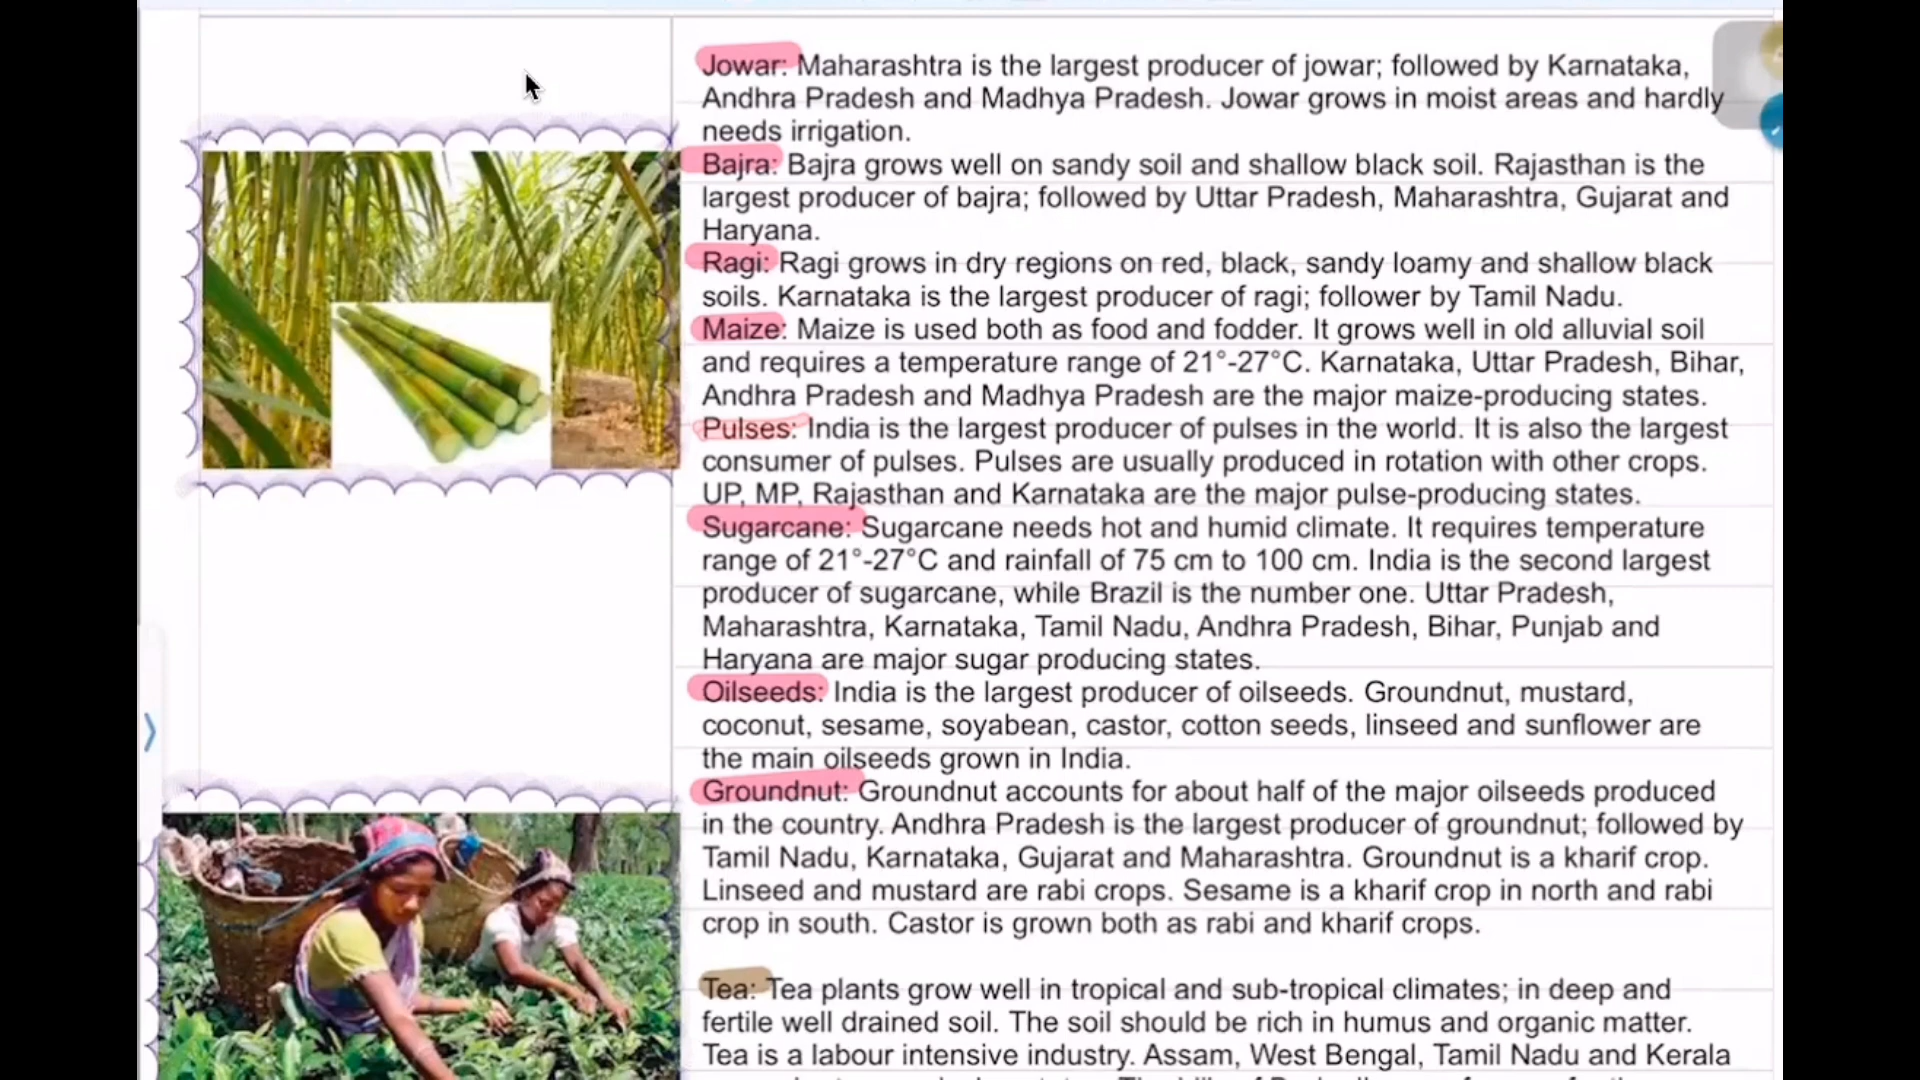 Jowar: Maharashtra is the largest producer of jowar; followed by Karnataka,
Andhra Pradesh and Madhya Pradesh. Jowar grows in moist areas and hardly
needs irrigation.
Bajra: Bajra grows well on sandy soil and shallow black soil. Rajasthan is the
largest producer of bajra; followed by Uttar Pradesh, Maharashtra, Gujarat and
Haryana.
Ragi: Ragi grows in dry regions on red, black, sandy loamy and shallow black
soils. Karnataka is the largest producer of ragi; follower by Tamil Nadu.
Maize: Maize is used both as food and fodder. It grows well in old alluvial soil
and requires a temperature range of 21°-27°C. Karnataka, Uttar Pradesh, Bihar,
Andhra Pradesh and Madhya Pradesh are the major maize-producing states.
Pulses: India is the largest producer of pulses in the world. It is also the largest
consumer of pulses. Pulses are usually produced in rotation with other crops.
UP, MP, Rajasthan and Karnataka are the major pulse-producing states.
Sugarcane: Sugarcane needs hot and humid climate. It requires temperature
range of 21°-27°C and rainfall of 75 cm to 100 cm. India is the second largest
producer of sugarcane, while Brazil is the number one. Uttar Pradesh,
Maharashtra, Karnataka, Tamil Nadu, Andhra Pradesh, Bihar, Punjab and
Haryana are major sugar producing states.
Oilseeds: India is the largest producer of oilseeds. Groundnut, mustard,
coconut, sesame, soyabean, castor, cotton seeds, linseed and sunflower are
the main oilseeds grown in India.
Groundnut: Groundnut accounts for about half of the major oilseeds produced
in the country. Andhra Pradesh is the largest producer of groundnut; followed by
Tamil Nadu, Karnataka, Gujarat and Maharashtra. Groundnut is a kharif crop.
Linseed and mustard are rabi crops. Sesame is a kharif crop in north and rabi
crop in south. Castor is grown both as rabi and kharif crops.
Tea: Tea plants grow well in tropical and sub-tropical climates; in deep and
fertile well drained soil. The soil should be rich in humus and organic matter.
Tea is a labour intensive industry. Assam, West Bengal, Tamil Nadu and Kerala